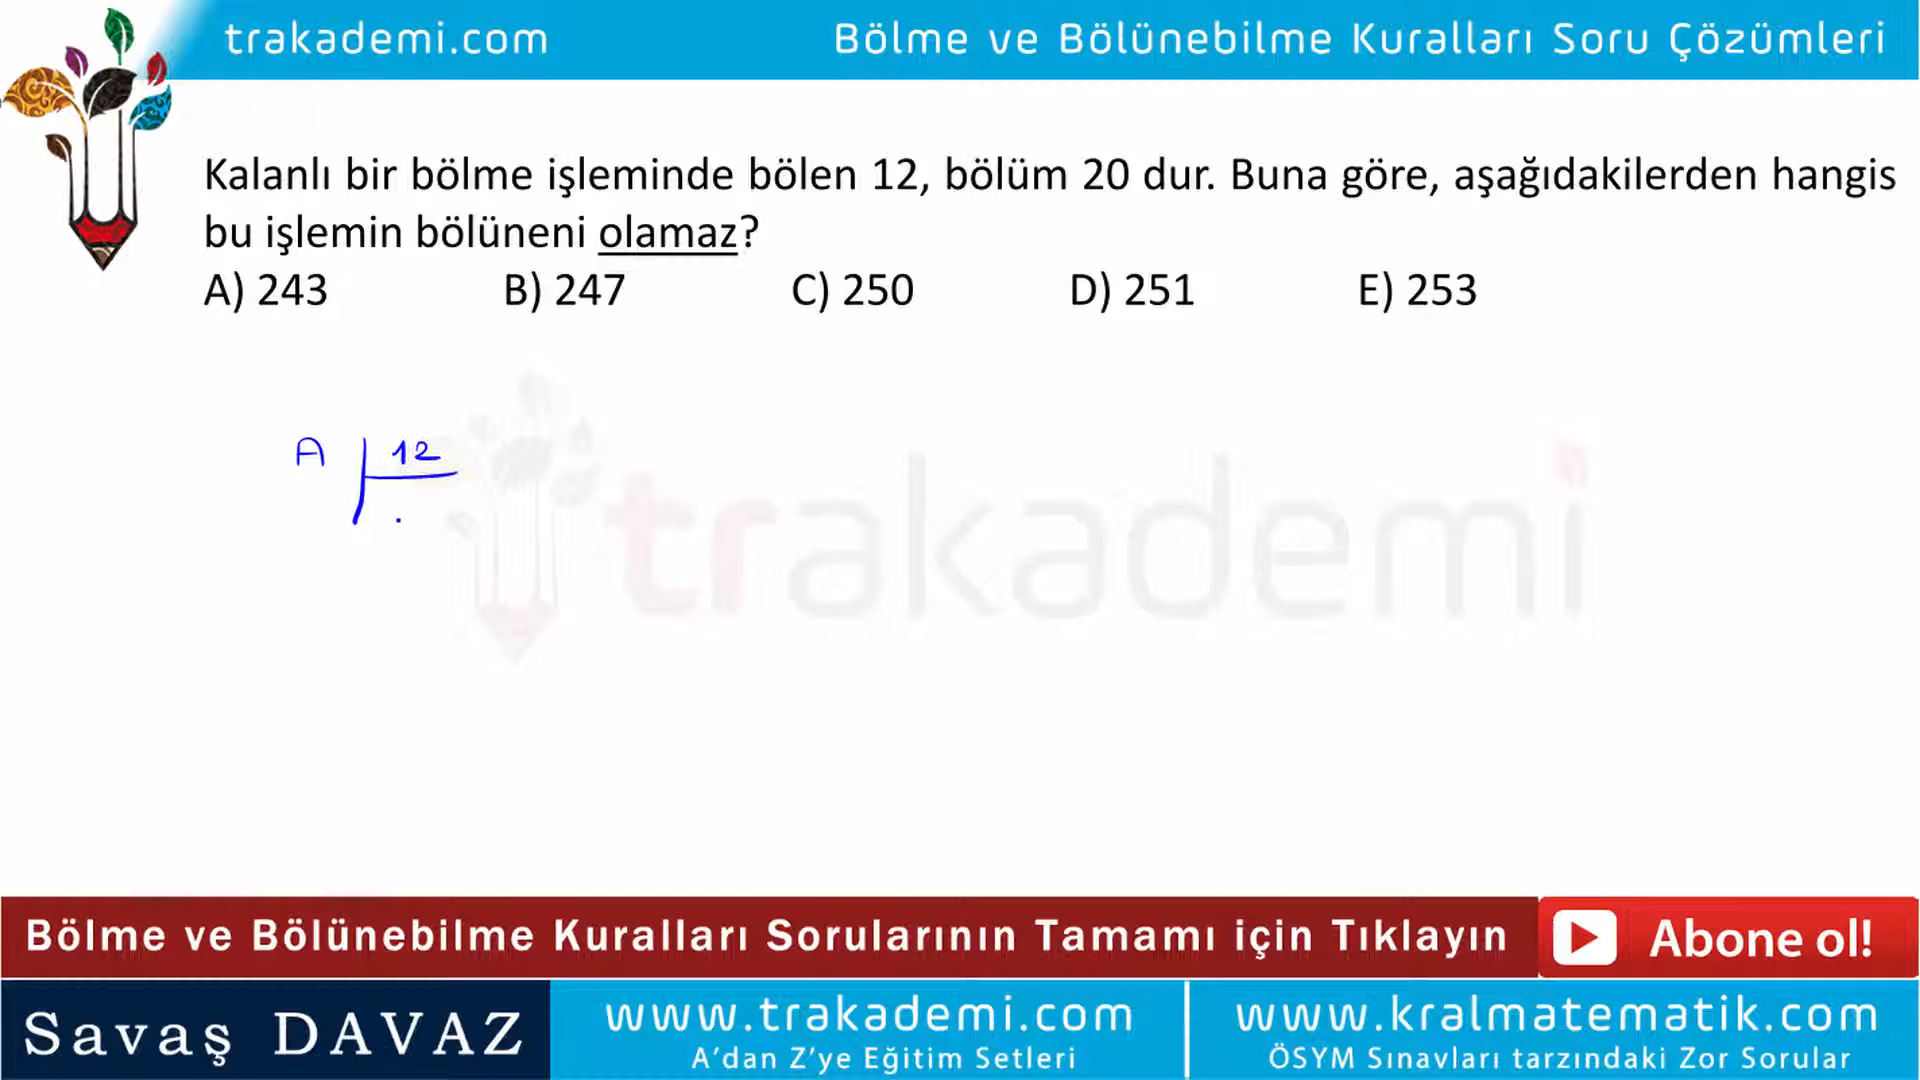 trakademi.com
Bölme ve Bölünebilme Kuralları Soru Çözümleri
Kalanlı bir bölme işleminde bölen 12, bölüm 20 dur. Buna göre, aşağıdakilerden hangis
bu işlemin bölüneni olamaz?
A) 243 B) 247 C) 250 D) 251 E) 253
A 12
trakademi
Bölme ve Bölünebilme Kuralları Sorularının Tamamı için Tıklayın
Abone ol!
Savaş DAVAZ
www.trakademi.com
A’dan Z’ye Eğitim Setleri
www.kralmatematik.com
ÖSYM Sınavları tarzındaki Zor Sorular